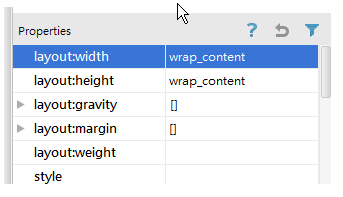 Properties ?
layout:width wrap_content
layout:height wrap_content
layout:gravity []
layout:margin []
layout:weight
style